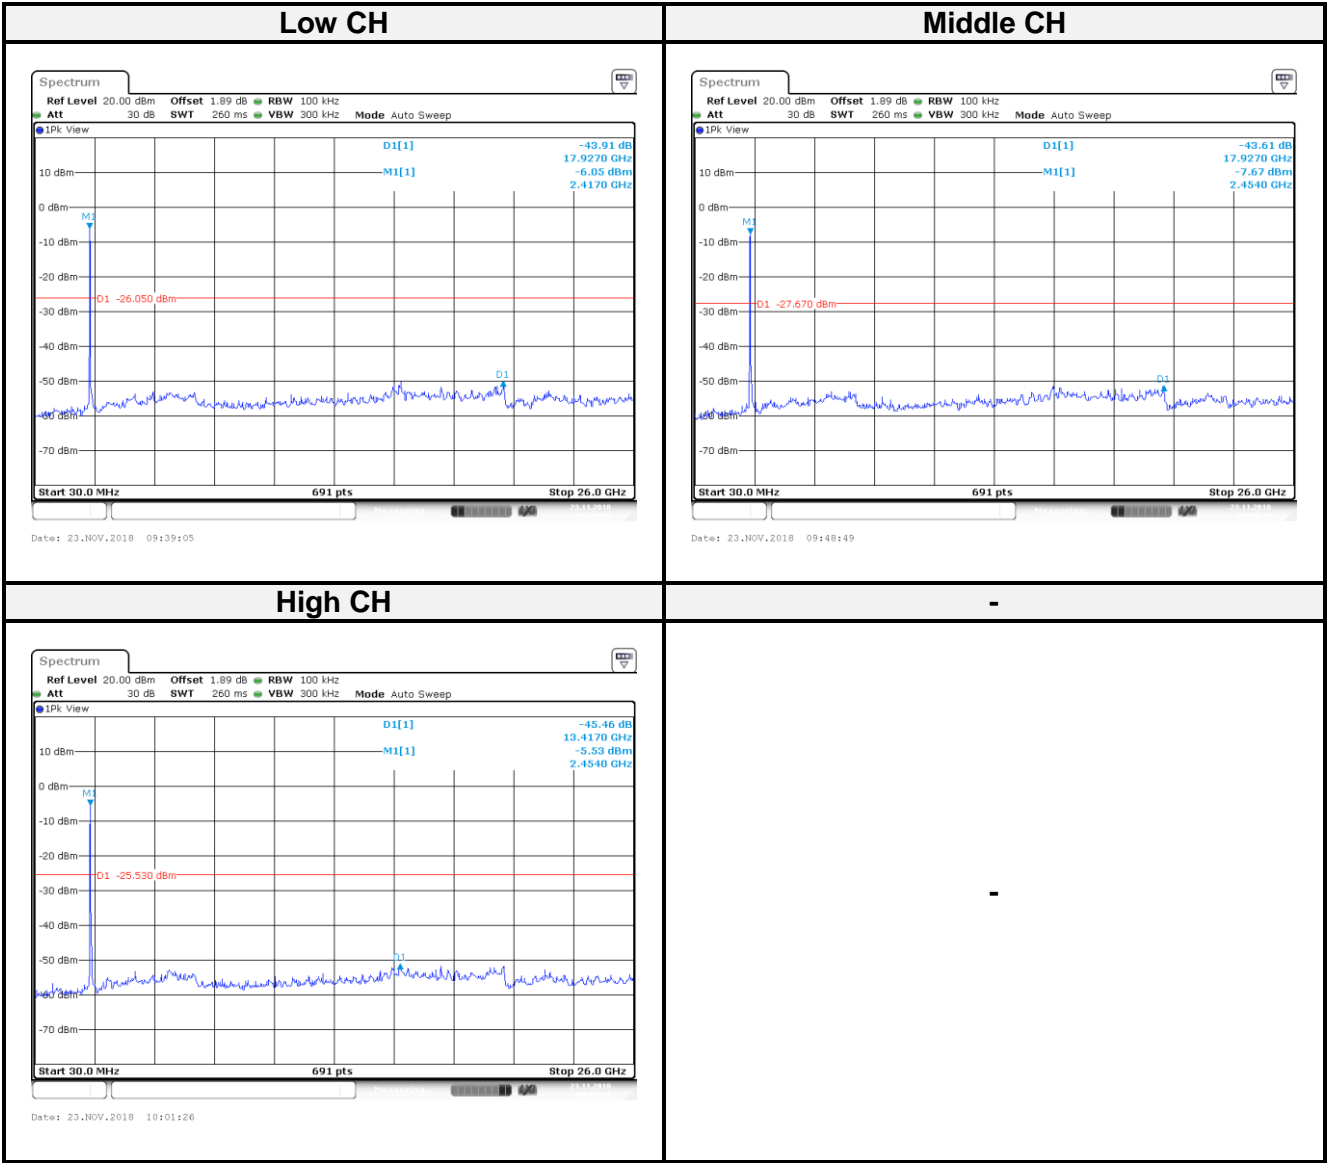 Low CH
Middle CH
Spectrum
Ref Level 20.00 dBm Offset 1.89 dB RBW 100 kHz
Att 30 dB SWT 260 ms VBW 300 kHz Mode Auto Sweep
1Pk View
D1[1] -43.91 dB
17.9270 GHz
10 dBm
M1[1] -6.05 dBm
2.4170 GHz
0 dBm
M1
-10 dBm
-20 dBm
D1 -26.050 dBm
-30 dBm
-40 dBm
-50 dBm
D1
-60 dBm
-70 dBm
Start 30.0 MHz 691 pts Stop 26.0 GHz
23.11.2018
Date: 23.NOV.2018 09:39:05
Spectrum
Ref Level 20.00 dBm Offset 1.89 dB RBW 100 kHz
Att 30 dB SWT 260 ms VBW 300 kHz Mode Auto Sweep
1Pk View
D1[1] -43.61 dB
17.9270 GHz
10 dBm
M1[1] -7.67 dBm
2.4540 GHz
0 dBm
M1
-10 dBm
-20 dBm
D1 -27.670 dBm
-30 dBm
-40 dBm
-50 dBm
D1
-60 dBm
-70 dBm
Start 30.0 MHz 691 pts Stop 26.0 GHz
23.11.2018
Date: 23.NOV.2018 09:48:49
High CH
-
Spectrum
Ref Level 20.00 dBm Offset 1.89 dB RBW 100 kHz
Att 30 dB SWT 260 ms VBW 300 kHz Mode Auto Sweep
1Pk View
D1[1] -45.46 dB
13.4170 GHz
10 dBm
M1[1] -5.53 dBm
2.4540 GHz
0 dBm
M1
-10 dBm
-20 dBm
D1 -25.530 dBm
-30 dBm
-40 dBm
-50 dBm
D1
-60 dBm
-70 dBm
Start 30.0 MHz 691 pts Stop 26.0 GHz
23.11.2018
Date: 23.NOV.2018 10:01:26
-